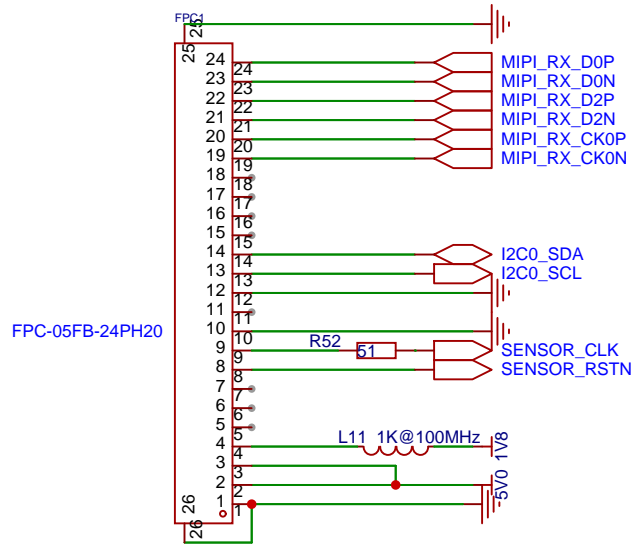 FPC1
25
25
24 MIPI_RX_D0P
24
23 MIPI_RX_D0N
23
22 MIPI_RX_D2P
22
21 MIPI_RX_D2N
21
20 MIPI_RX_CK0P
20
19 MIPI_RX_CK0N
19
18
18
17
17
16
16
15
15
14 I2C0_SDA
14
13 I2C0_SCL
13
12
12
11
11
FPC-05FB-24PH20
10
10
R52
9 51 SENSOR_CLK
9
8 SENSOR_RSTN
8
7
7
6
6
5
5
L11 1K@100MHz
4 1V8
4
3
3
2 5V0
2
1
1
26
26